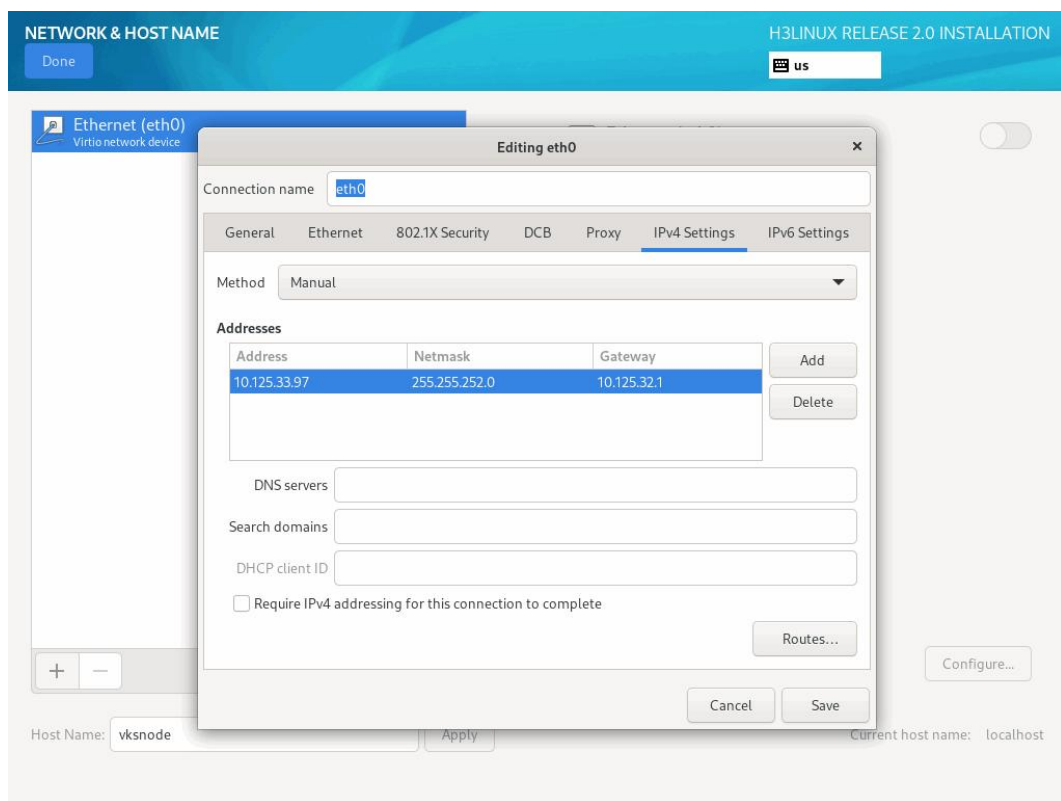 NETWORK & HOST NAME
H3LINUX RELEASE 2.0 INSTALLATION
Done
us
Ethernet (eth0)
Virtio network device
Editing eth0
Connection name eth0
General Ethernet 802.1X Security DCB Proxy IPv4 Settings IPv6 Settings
Method Manual
Addresses
Address Netmask Gateway
10.125.33.97 255.255.252.0 10.125.32.1
Add
Delete
DNS servers
Search domains
DHCP client ID
Require IPv4 addressing for this connection to complete
Routes...
Configure...
Cancel Save
Host Name: vksnode Apply Current host name: localhost